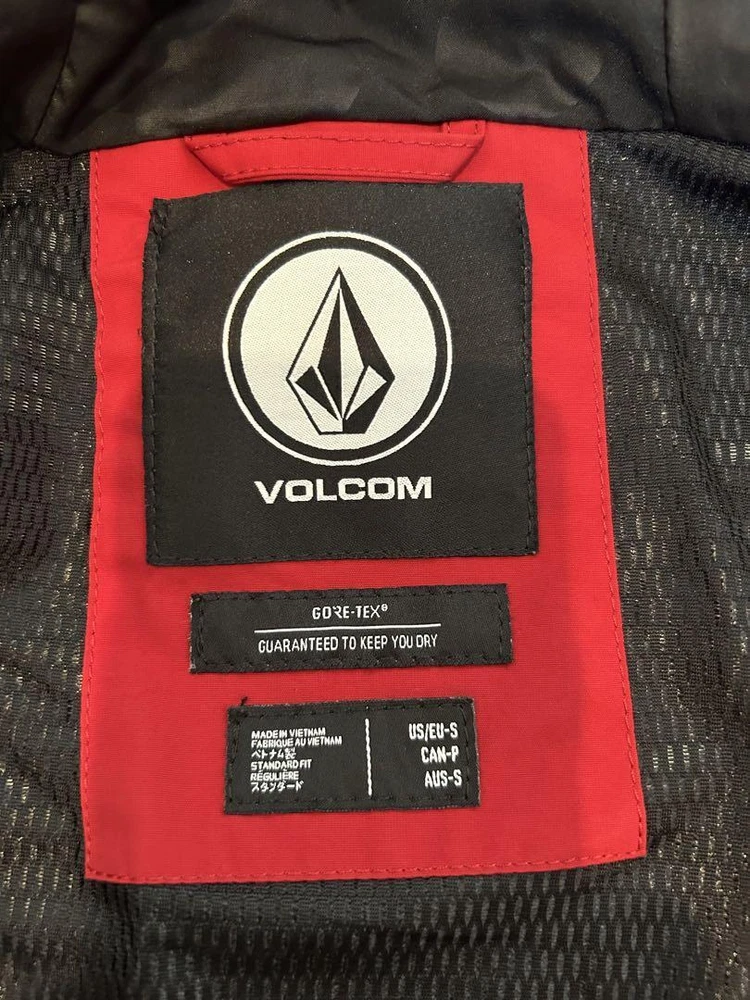 VOLCOM
GORE-TEX®
GUARANTEED TO KEEP YOU DRY
MADE IN VIETNAM
FABRIQUE AU VIETNAM
ベトナム製
STANDARD FIT
RÉGULIÈRE
スタンダード
US/EU-S
CAN-P
AUS-S